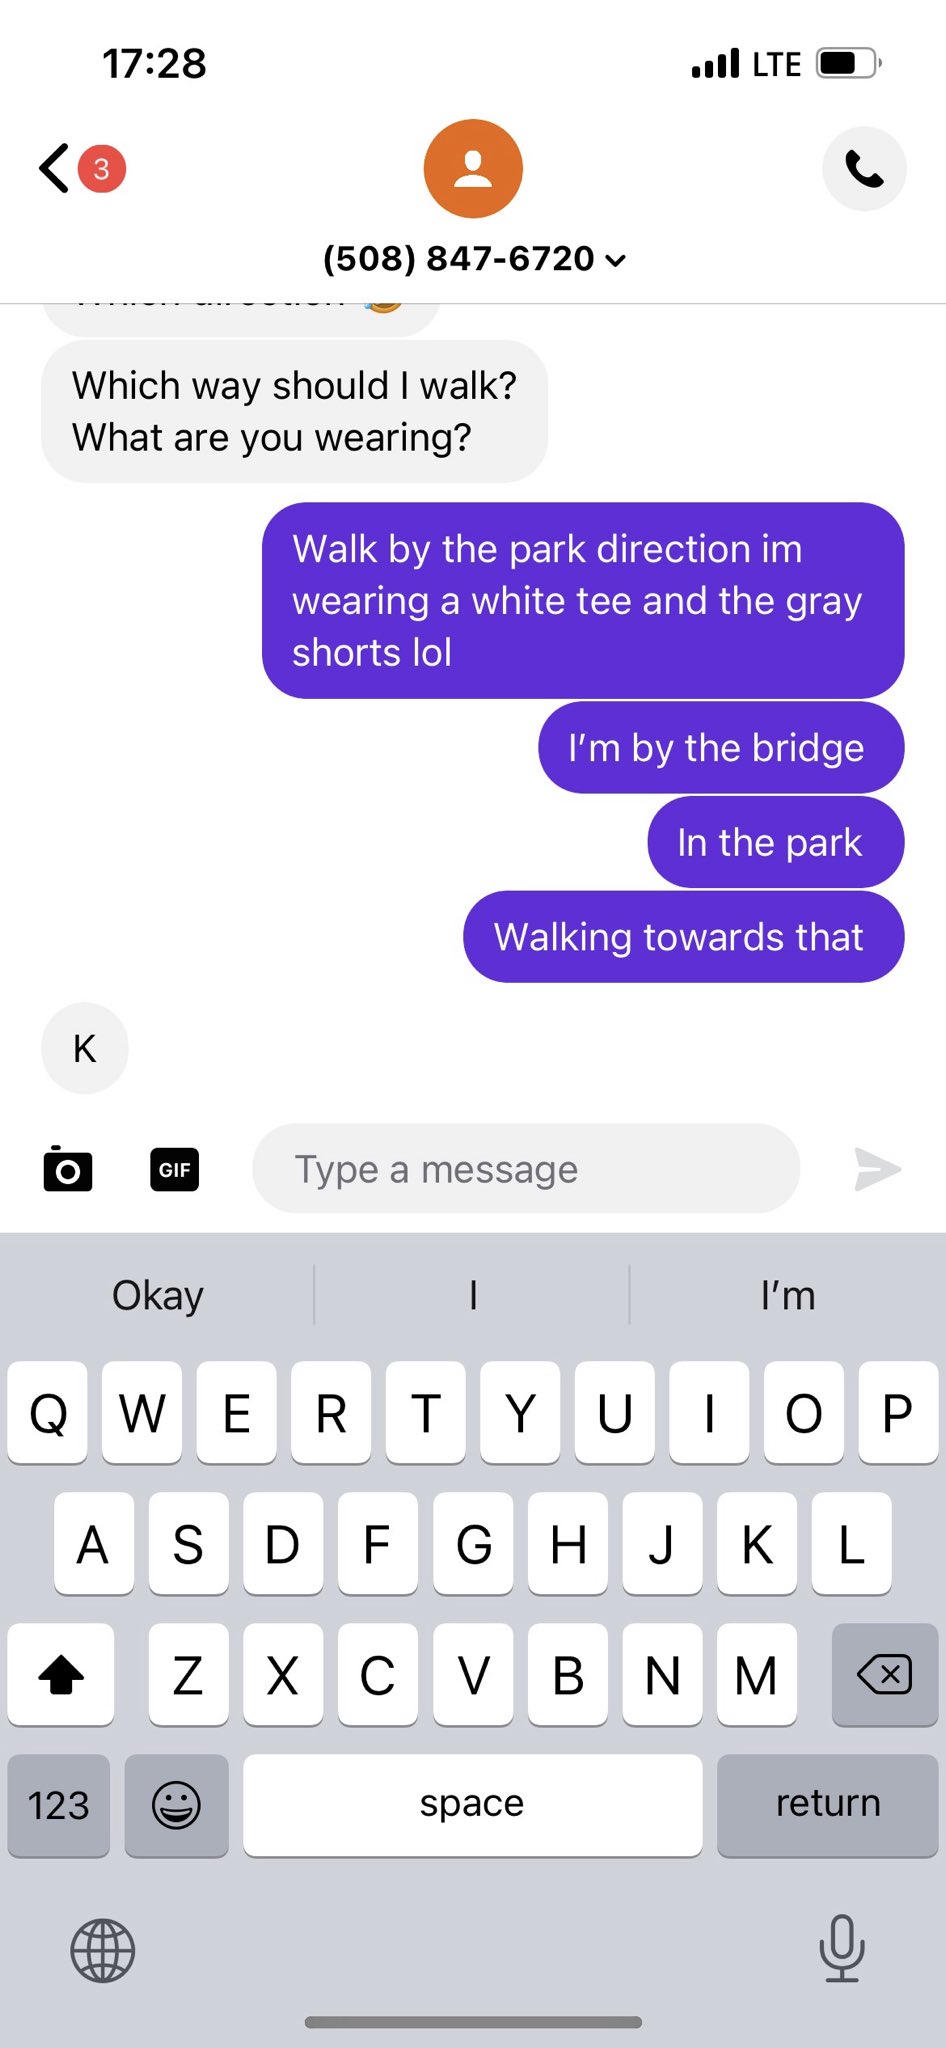 17:28
LTE
3
(508) 847-6720
Which direction
Which way should I walk?
What are you wearing?
Walk by the park direction im
wearing a white tee and the gray
shorts lol
I'm by the bridge
In the park
Walking towards that
K
GIF
Type a message
Okay
I
I'm
Q W E R T Y U I O P
A S D F G H J K L
Z X C V B N M
123
space
return